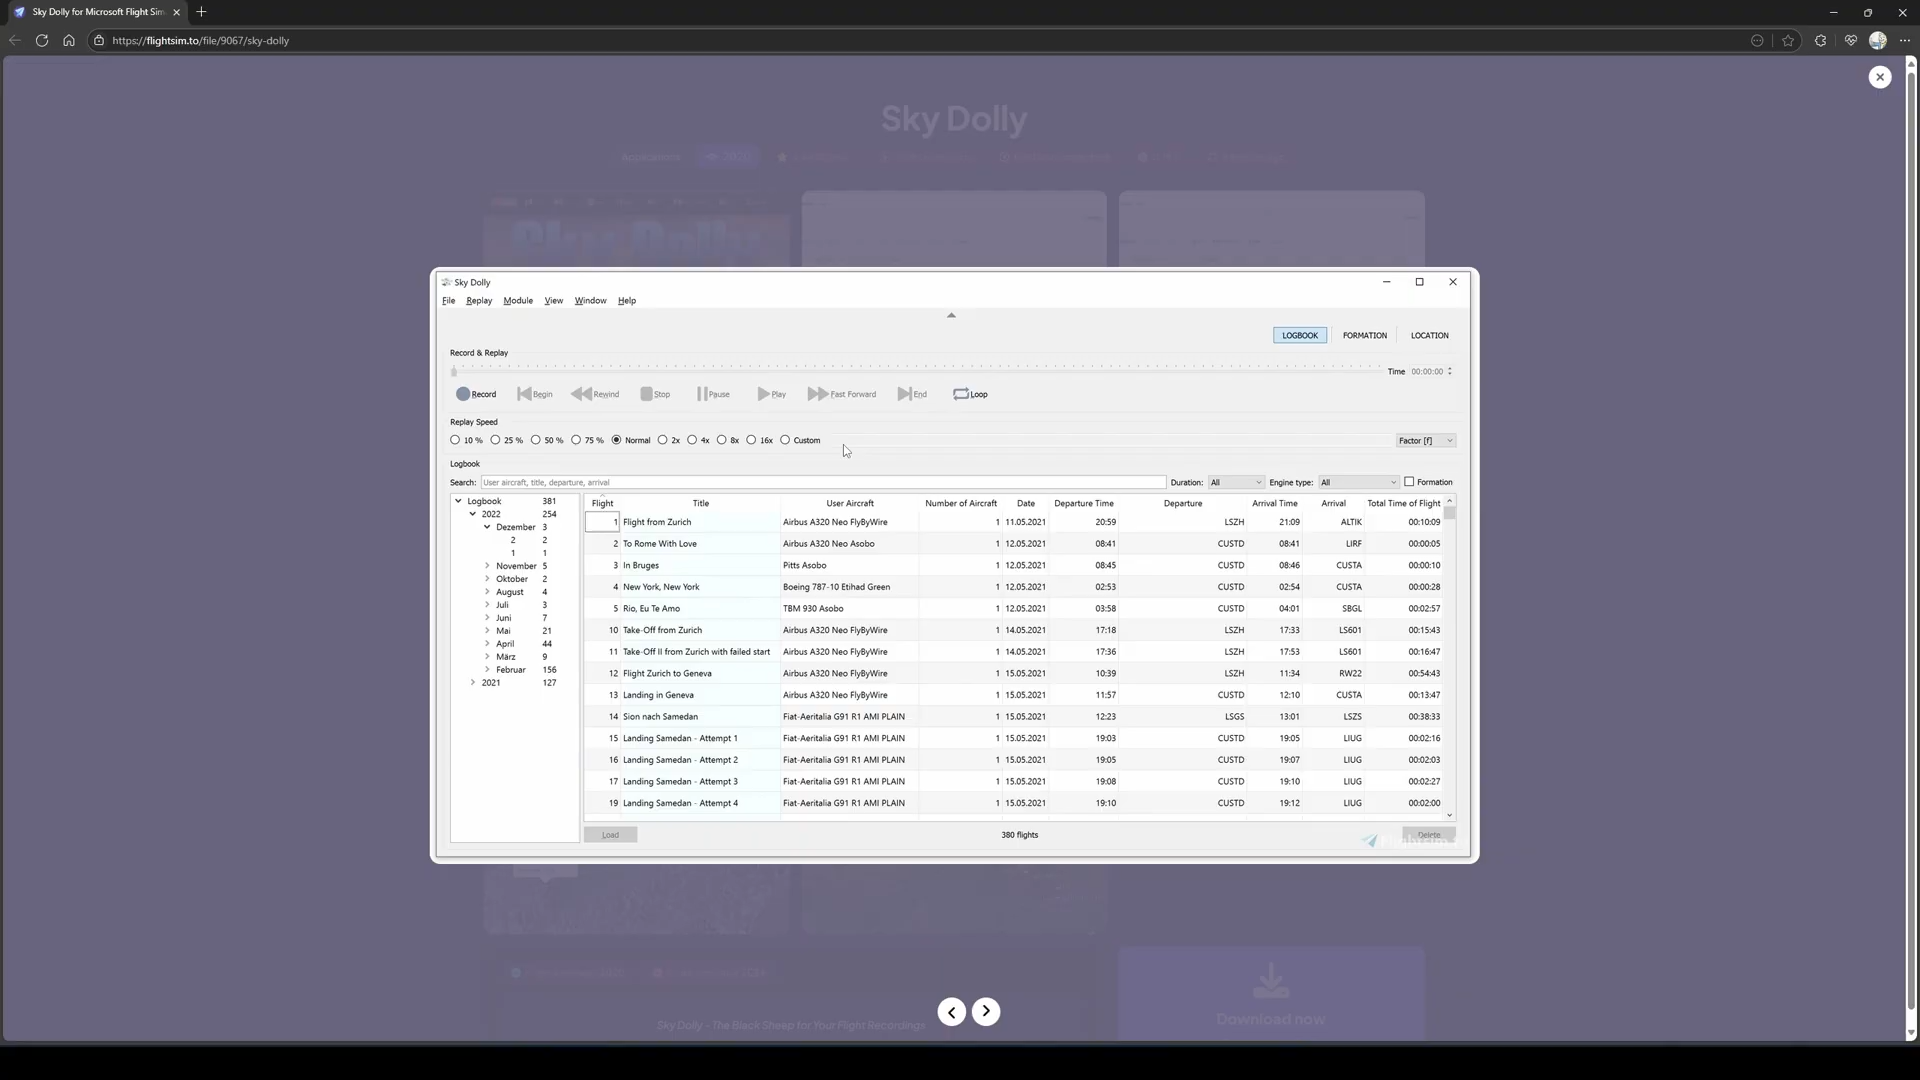 Sky Dolly for Microsoft Flight Sim
https://flightsim.to/file/9067/sky-dolly
Sky Dolly
Applications 2020
Sky Dolly
File Replay Module View Window Help
LOGBOOK FORMATION LOCATION
Record & Replay
Time 00:00:00
Record Begin Rewind Stop Pause Play Fast Forward End Loop
Replay Speed
10 % 25 % 50 % 75 % Normal 2x 4x 8x 16x Custom Factor [f]
Logbook
Search: User aircraft, title, departure, arrival Duration: All Engine type: All Formation
Logbook 381
2022 254
Dezember 3
2 2
1 1
November 5
Oktober 2
August 4
Juli 3
Juni 7
Mai 21
April 44
März 9
Februar 156
2021 127
Flight Title User Aircraft Number of Aircraft Date Departure Time Departure Arrival Time Arrival Total Time of Flight
1 Flight from Zurich Airbus A320 Neo FlyByWire 1 11.05.2021 20:59 LSZH 21:09 ALTIK 00:10:09
2 To Rome With Love Airbus A320 Neo Asobo 1 12.05.2021 08:41 CUSTD 08:41 LIRF 00:00:05
3 In Bruges Pitts Asobo 1 12.05.2021 08:45 CUSTD 08:46 CUSTA 00:00:10
4 New York, New York Boeing 787-10 Etihad Green 1 12.05.2021 02:53 CUSTD 02:54 CUSTA 00:00:28
5 Rio, Eu Te Amo TBM 930 Asobo 1 12.05.2021 03:58 CUSTD 04:01 SBGL 00:02:57
10 Take-Off from Zurich Airbus A320 Neo FlyByWire 1 14.05.2021 17:18 LSZH 17:33 LS601 00:15:43
11 Take-Off II from Zurich with failed start Airbus A320 Neo FlyByWire 1 14.05.2021 17:36 LSZH 17:53 LS601 00:16:47
12 Flight Zurich to Geneva Airbus A320 Neo FlyByWire 1 15.05.2021 10:39 LSZH 11:34 RW22 00:54:43
13 Landing in Geneva Airbus A320 Neo FlyByWire 1 15.05.2021 11:57 CUSTD 12:10 CUSTA 00:13:47
14 Sion nach Samedan Fiat-Aeritalia G91 R1 AMI PLAIN 1 15.05.2021 12:23 LSGS 13:01 LSZS 00:38:33
15 Landing Samedan - Attempt 1 Fiat-Aeritalia G91 R1 AMI PLAIN 1 15.05.2021 19:03 CUSTD 19:05 LIUG 00:02:16
16 Landing Samedan - Attempt 2 Fiat-Aeritalia G91 R1 AMI PLAIN 1 15.05.2021 19:05 CUSTD 19:07 LIUG 00:02:03
17 Landing Samedan - Attempt 3 Fiat-Aeritalia G91 R1 AMI PLAIN 1 15.05.2021 19:08 CUSTD 19:10 LIUG 00:02:27
19 Landing Samedan - Attempt 4 Fiat-Aeritalia G91 R1 AMI PLAIN 1 15.05.2021 19:10 CUSTD 19:12 LIUG 00:02:00
Load 380 flights Delete
Sky Dolly - The Black Sheep for Your Flight Recordings
Download now